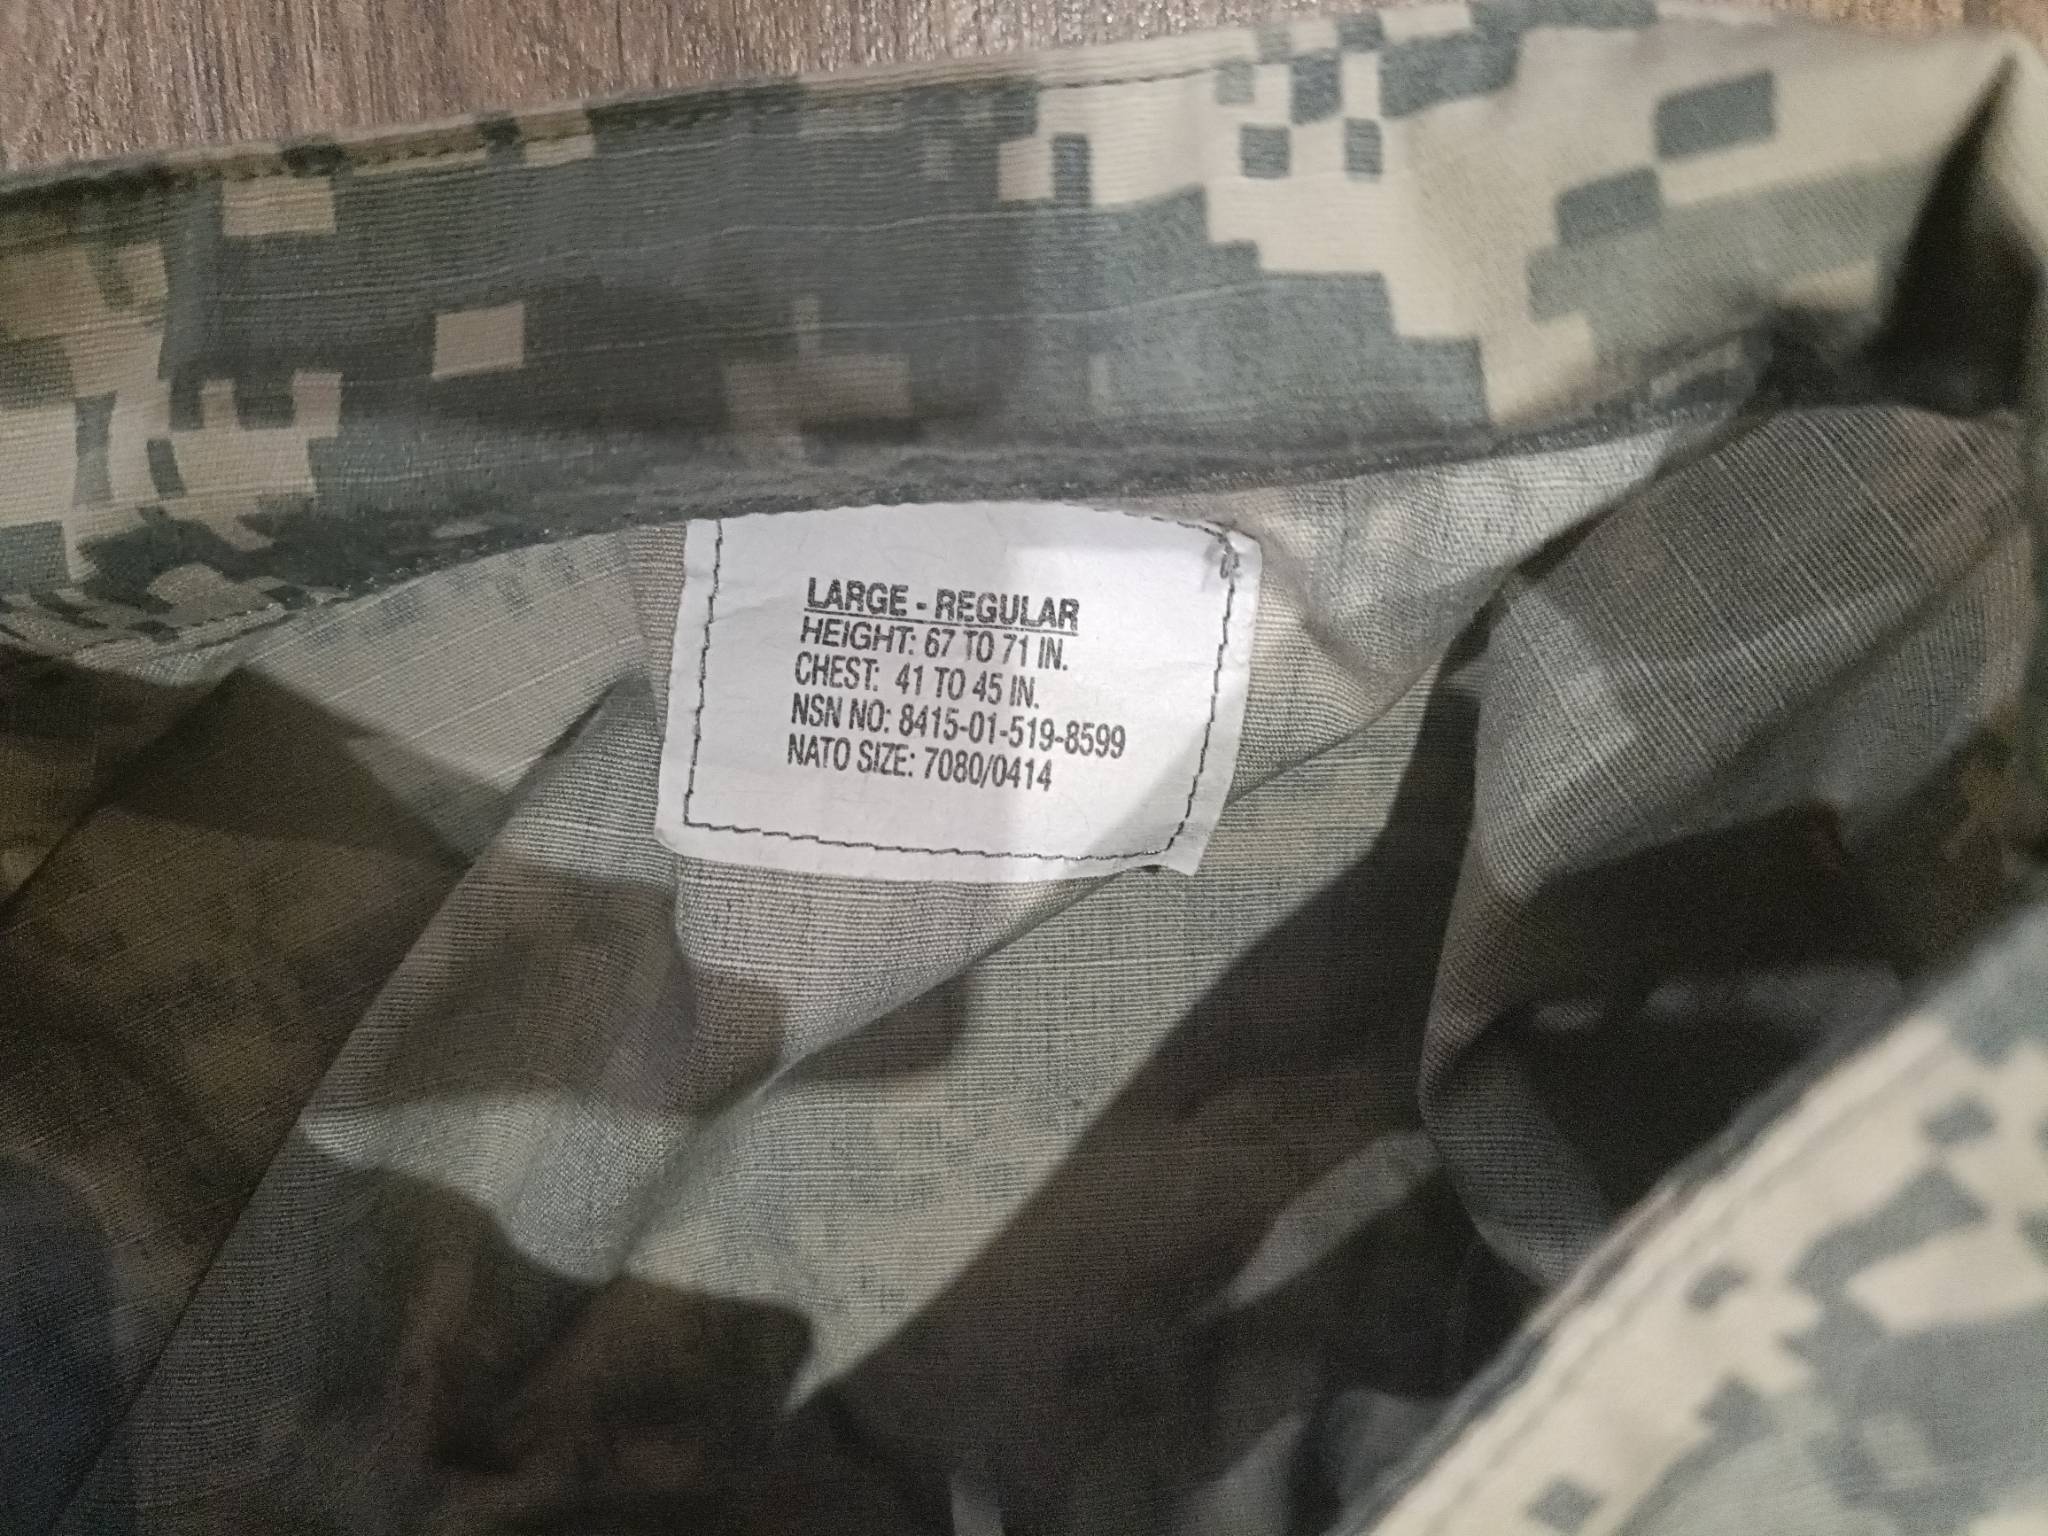 LARGE - REGULAR
HEIGHT: 67 TO 71 IN.
CHEST: 41 TO 45 IN.
NSN NO: 8415-01-519-8599
NATO SIZE: 7080/0414